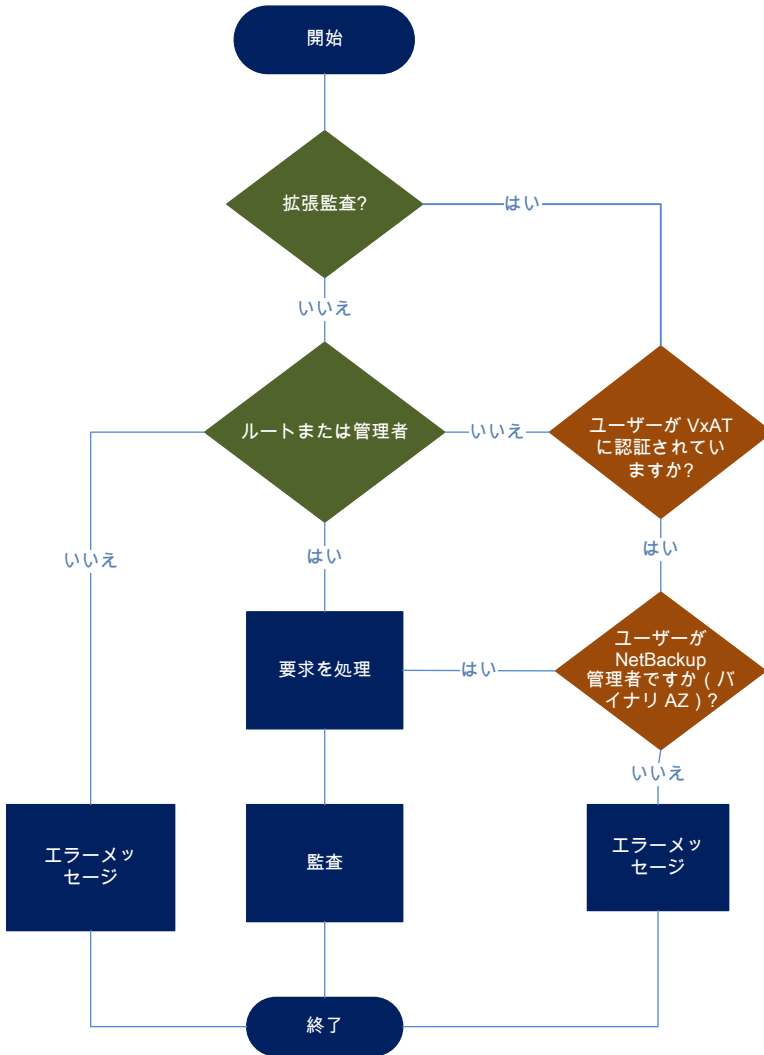 開始
拡張監査?
はい
いいえ
ルートまたは管理者
いいえ
ユーザーが VxAT
に認証されてい
ますか?
いいえ
はい
はい
要求を処理
はい
ユーザーが
NetBackup
管理者ですか ( バ
イナリ AZ ) ?
いいえ
エラーメッ
セージ
監査
エラーメッ
セージ
終了